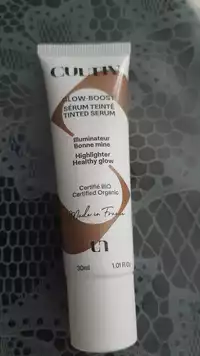 CULTIV
GLOW-BOOST
SÉRUM TEINTÉ
TINTED SERUM
Illuminateur
Bonne mine
Highlighter
Healthy glow
Certifié BIO
Certified Organic
Made in France
30ml 1,01 fl Oz